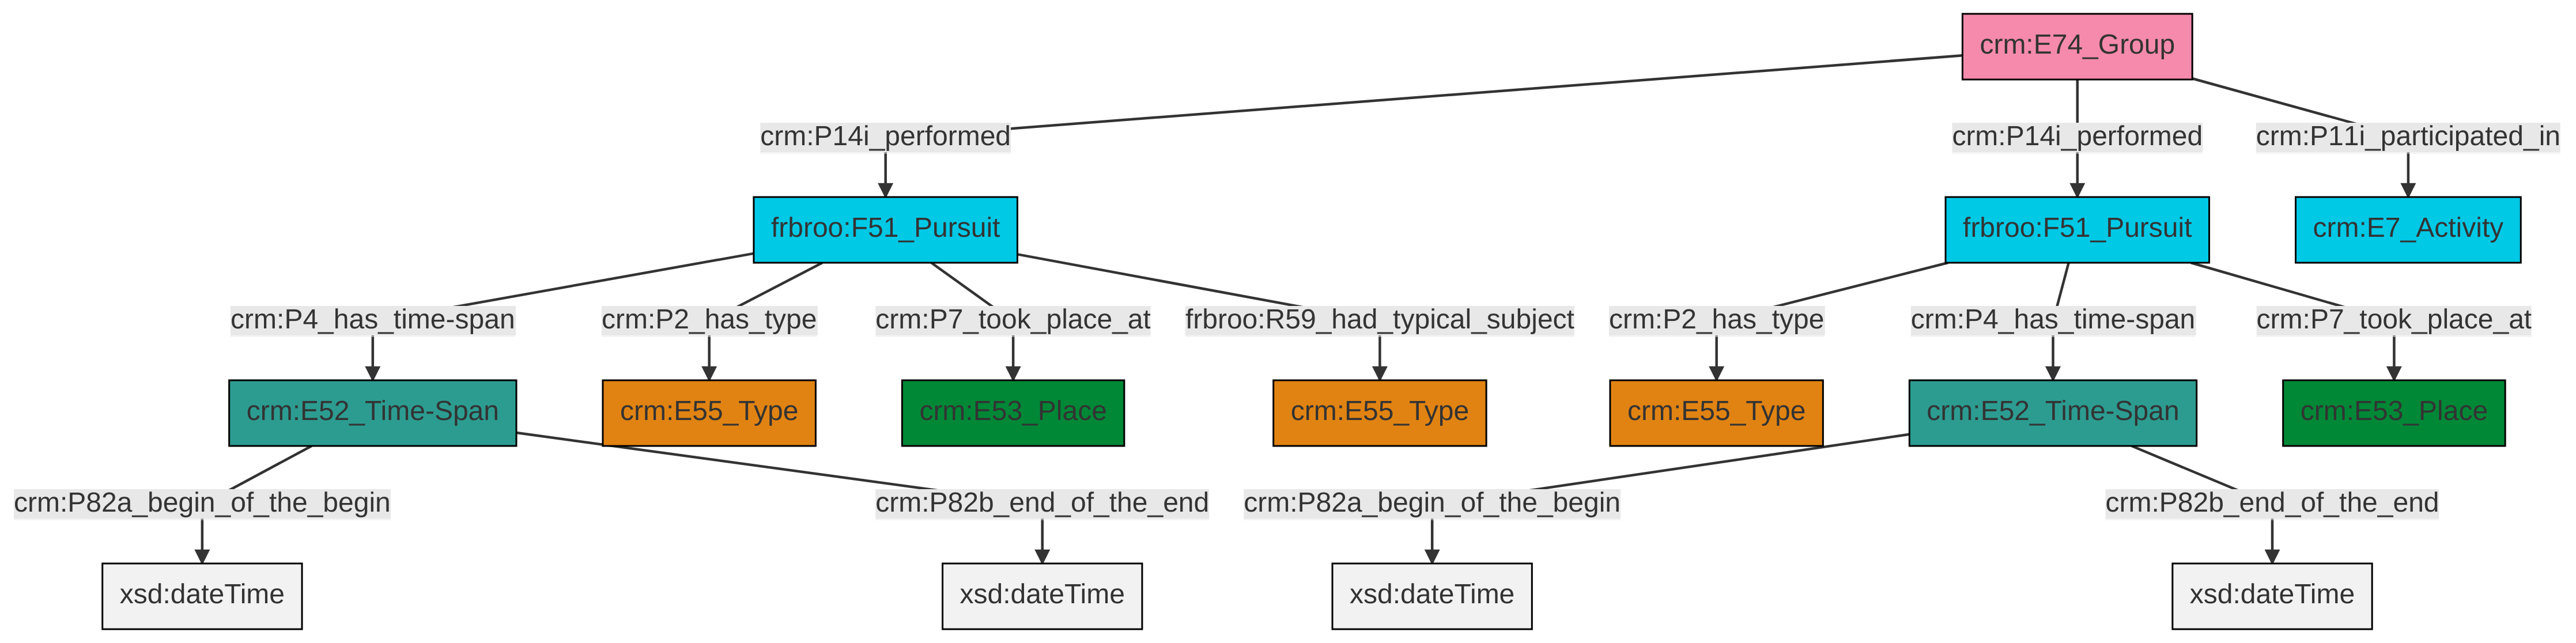 crm:E74_Group
crm:P14i_performed
crm:P14i_performed
crm:P11i_participated_in
frbroo:F51_Pursuit
frbroo:F51_Pursuit
crm:E7_Activity
crm:P4_has_time-span
crm:P2_has_type
crm:P7_took_place_at
frbroo:R59_had_typical_subject
crm:P2_has_type
crm:P4_has_time-span
crm:P7_took_place_at
crm:E52_Time-Span
crm:E55_Type
crm:E53_Place
crm:E55_Type
crm:E55_Type
crm:E52_Time-Span
crm:E53_Place
crm:P82a_begin_of_the_begin
crm:P82b_end_of_the_end
crm:P82a_begin_of_the_begin
crm:P82b_end_of_the_end
xsd:dateTime
xsd:dateTime
xsd:dateTime
xsd:dateTime